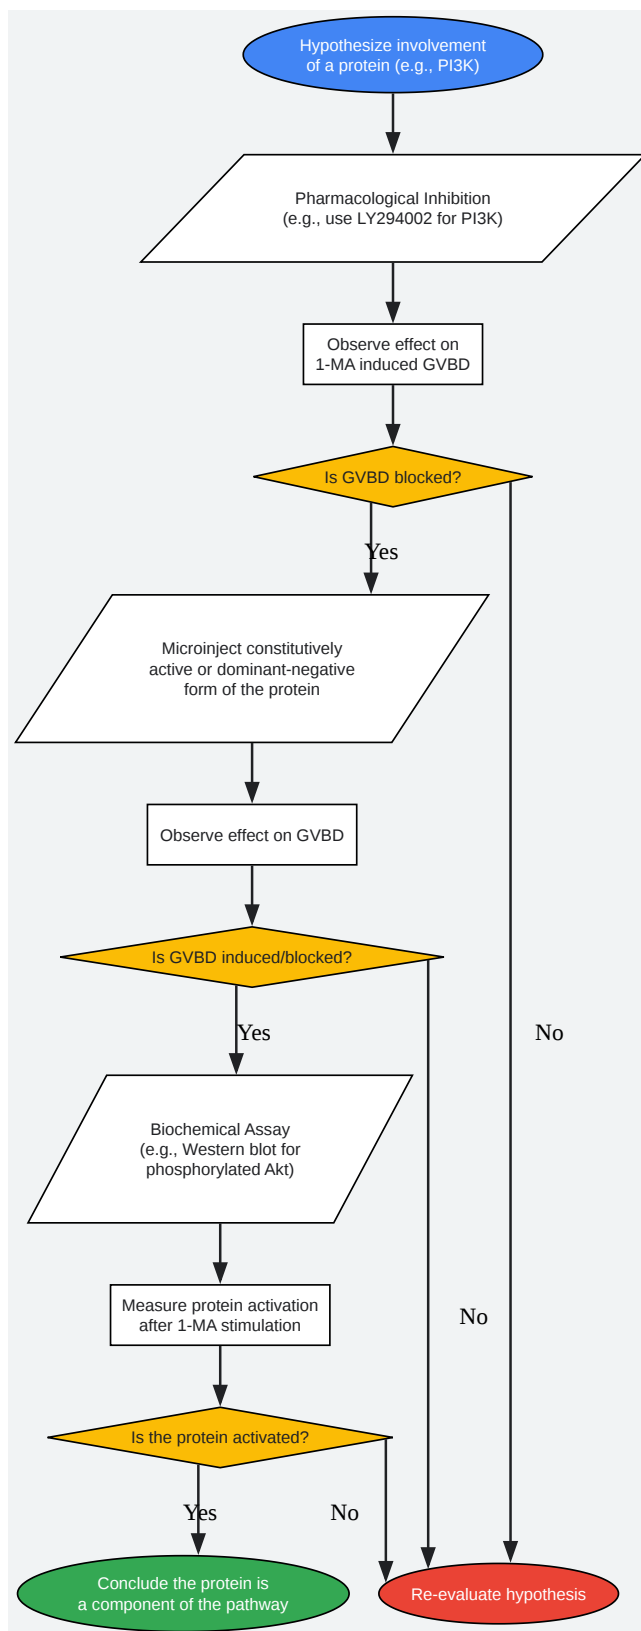 Hypothesize involvement
of a protein (e.g., PI3K)
Pharmacological Inhibition
(e.g., use LY294002 for PI3K)
Observe effect on
1-MA induced GVBD
Is GVBD blocked?
Yes
Microinject constitutively
active or dominant-negative
form of the protein
Observe effect on GVBD
Is GVBD induced/blocked?
Yes
No
Biochemical Assay
(e.g., Western blot for
phosphorylated Akt)
Measure protein activation
after 1-MA stimulation
No
Is the protein activated?
Yes
No
Conclude the protein is
a component of the pathway
Re-evaluate hypothesis